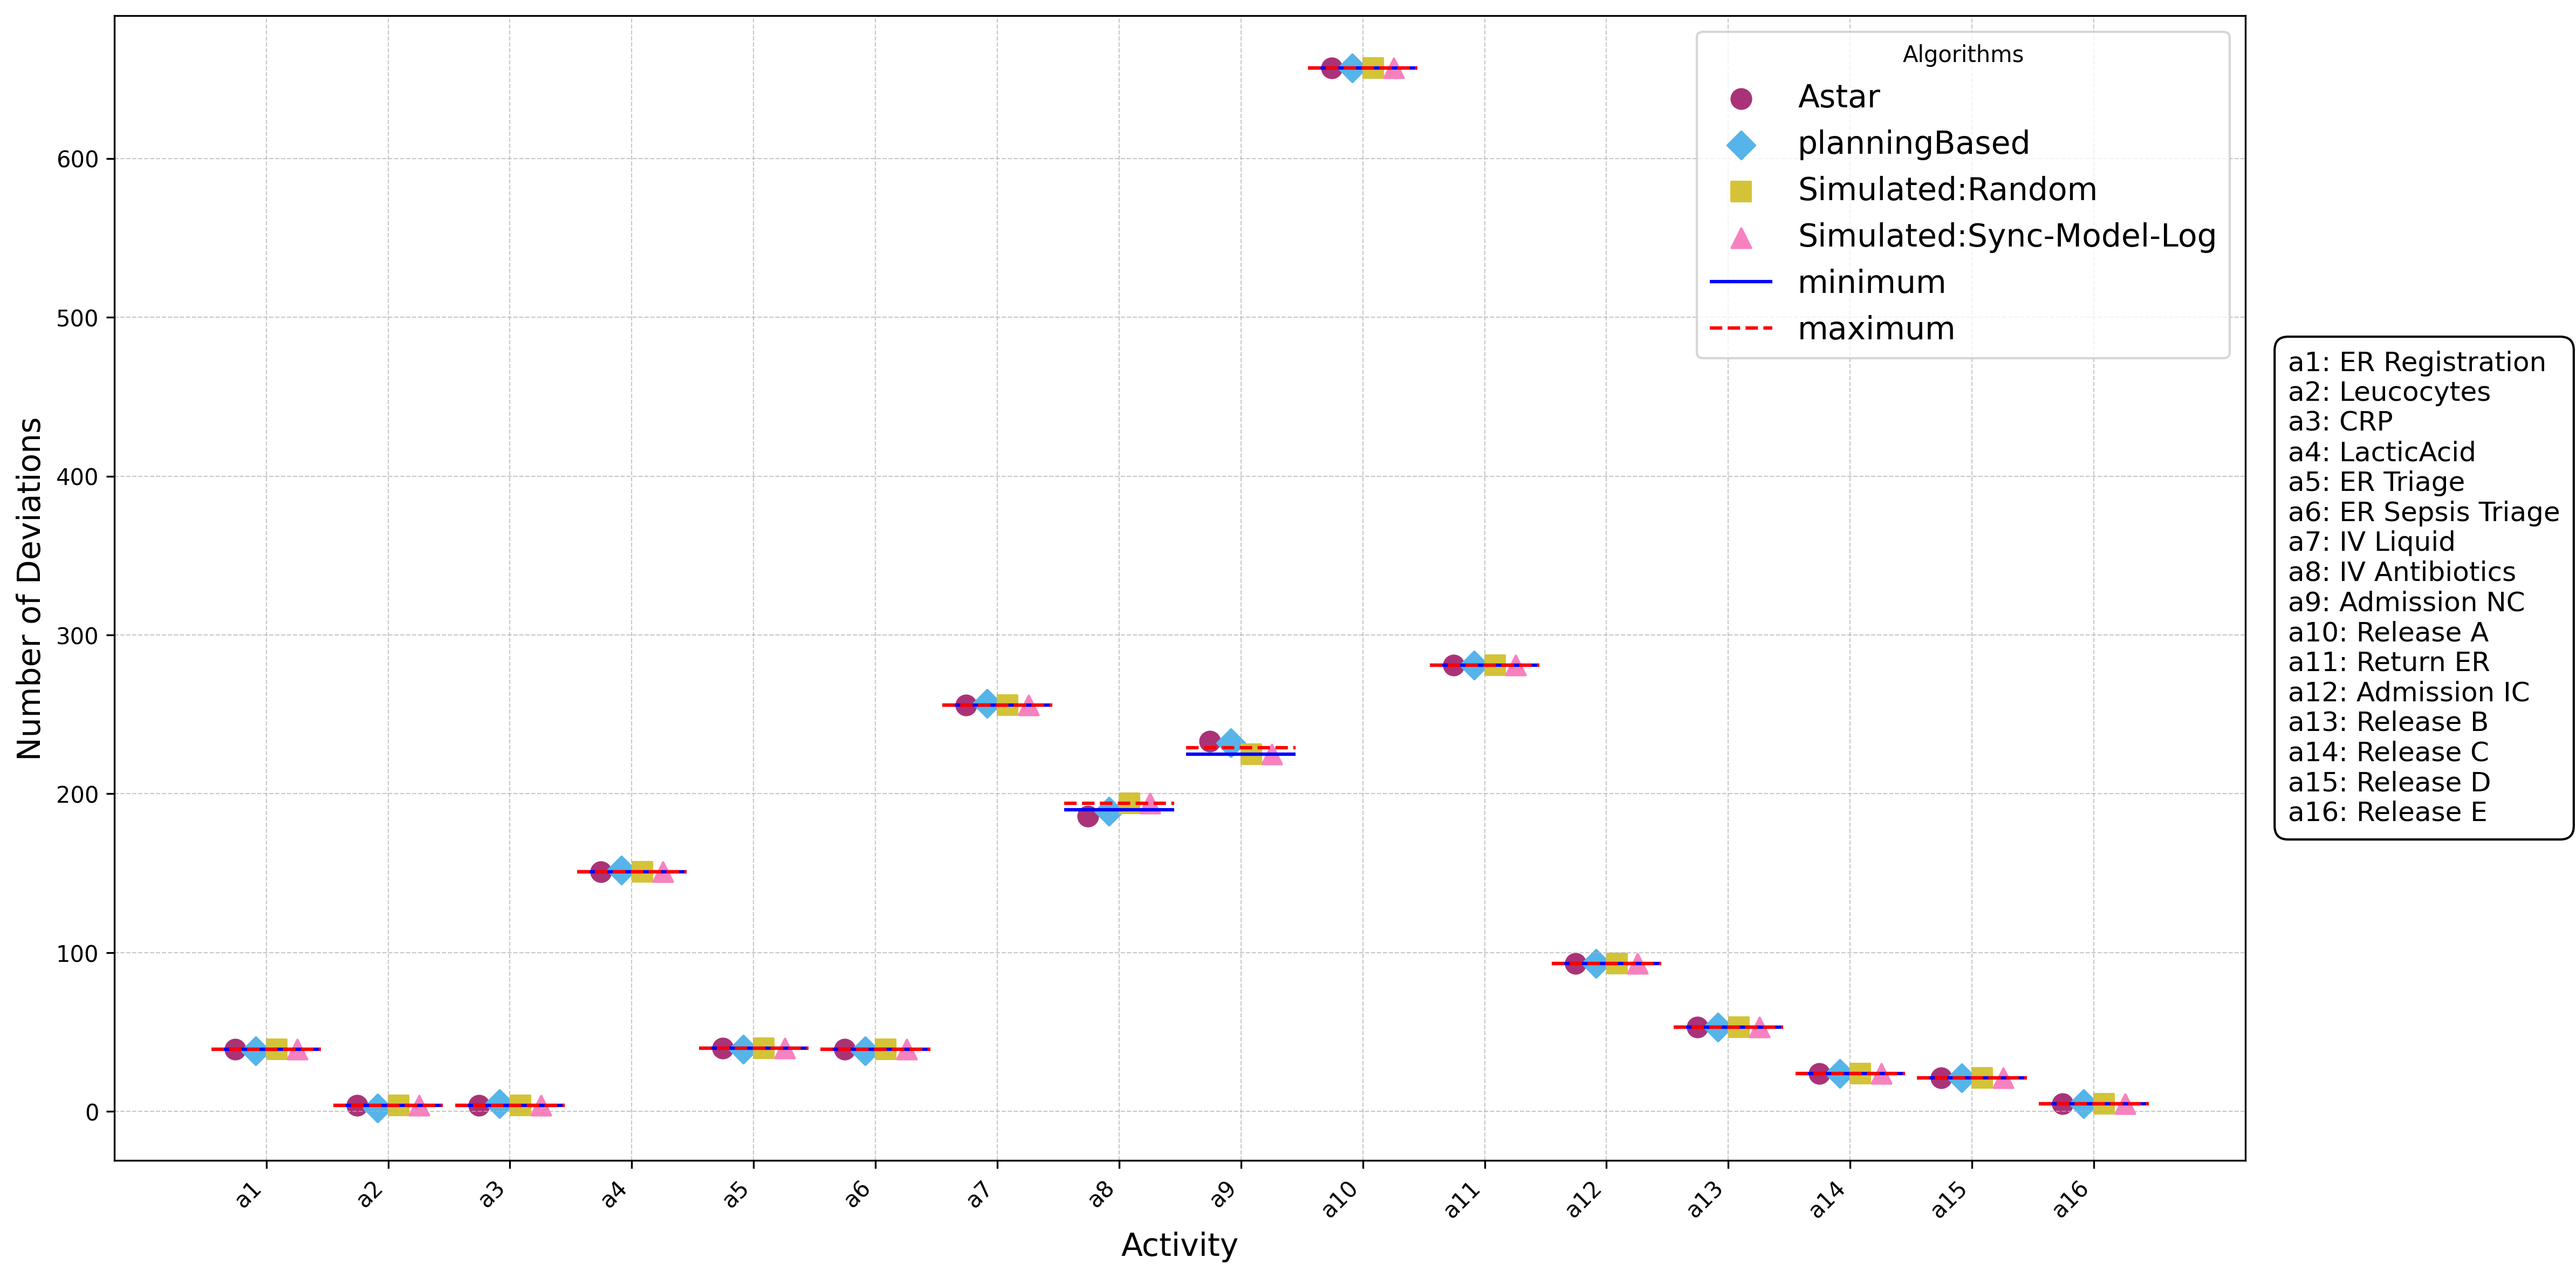 Number of Deviations
600
500
400
300
200
100
0
a1
a2
a3
a4
a5
a6
a7
a8
a9
a10
a11
a12
a13
a14
a15
a16
Activity
Algorithms
Astar
planningBased
Simulated:Random
Simulated:Sync-Model-Log
minimum
maximum
a1: ER Registration
a2: Leucocytes
a3: CRP
a4: LacticAcid
a5: ER Triage
a6: ER Sepsis Triage
a7: IV Liquid
a8: IV Antibiotics
a9: Admission NC
a10: Release A
a11: Return ER
a12: Admission IC
a13: Release B
a14: Release C
a15: Release D
a16: Release E